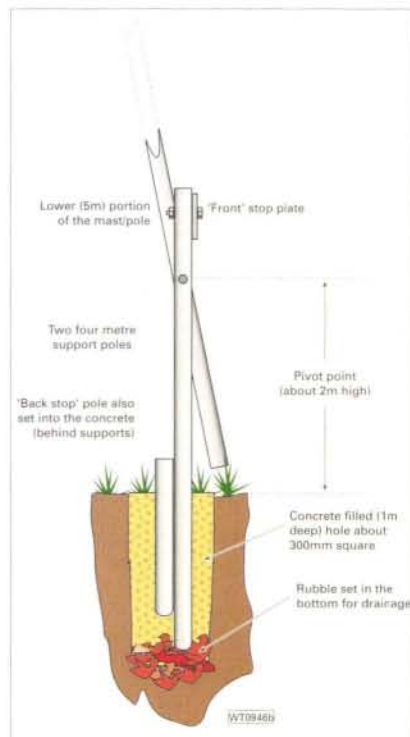 Lower (5m) portion
of the mast/pole
'Front' stop plate
Two four metre
support poles
Pivot point
(about 2m high)
'Back stop' pole also
set into the concrete
(behind supports)
Concrete filled (1m
deep) hole about
300mm square
Rubble set in the
bottom for drainage
WT0946b